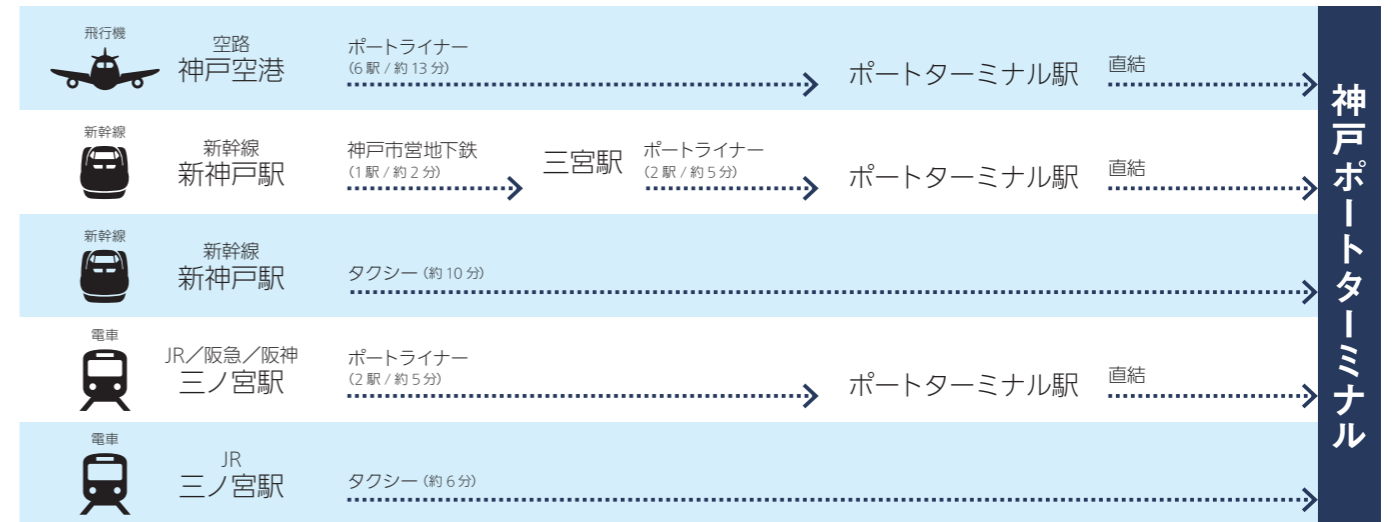 飛行機
空路
神戸空港
ポートライナー
(6駅/約13分)
ポートターミナル駅
直結
新幹線
新幹線
新神戸駅
神戸市営地下鉄
(1駅/約2分)
三宮駅
ポートライナー
(2駅/約5分)
ポートターミナル駅
直結
新幹線
新幹線
新神戸駅
タクシー(約10分)
電車
JR/阪急/阪神
三ノ宮駅
ポートライナー
(2駅/約5分)
ポートターミナル駅
直結
電車
JR
三ノ宮駅
タクシー(約6分)
神戸ポートターミナル